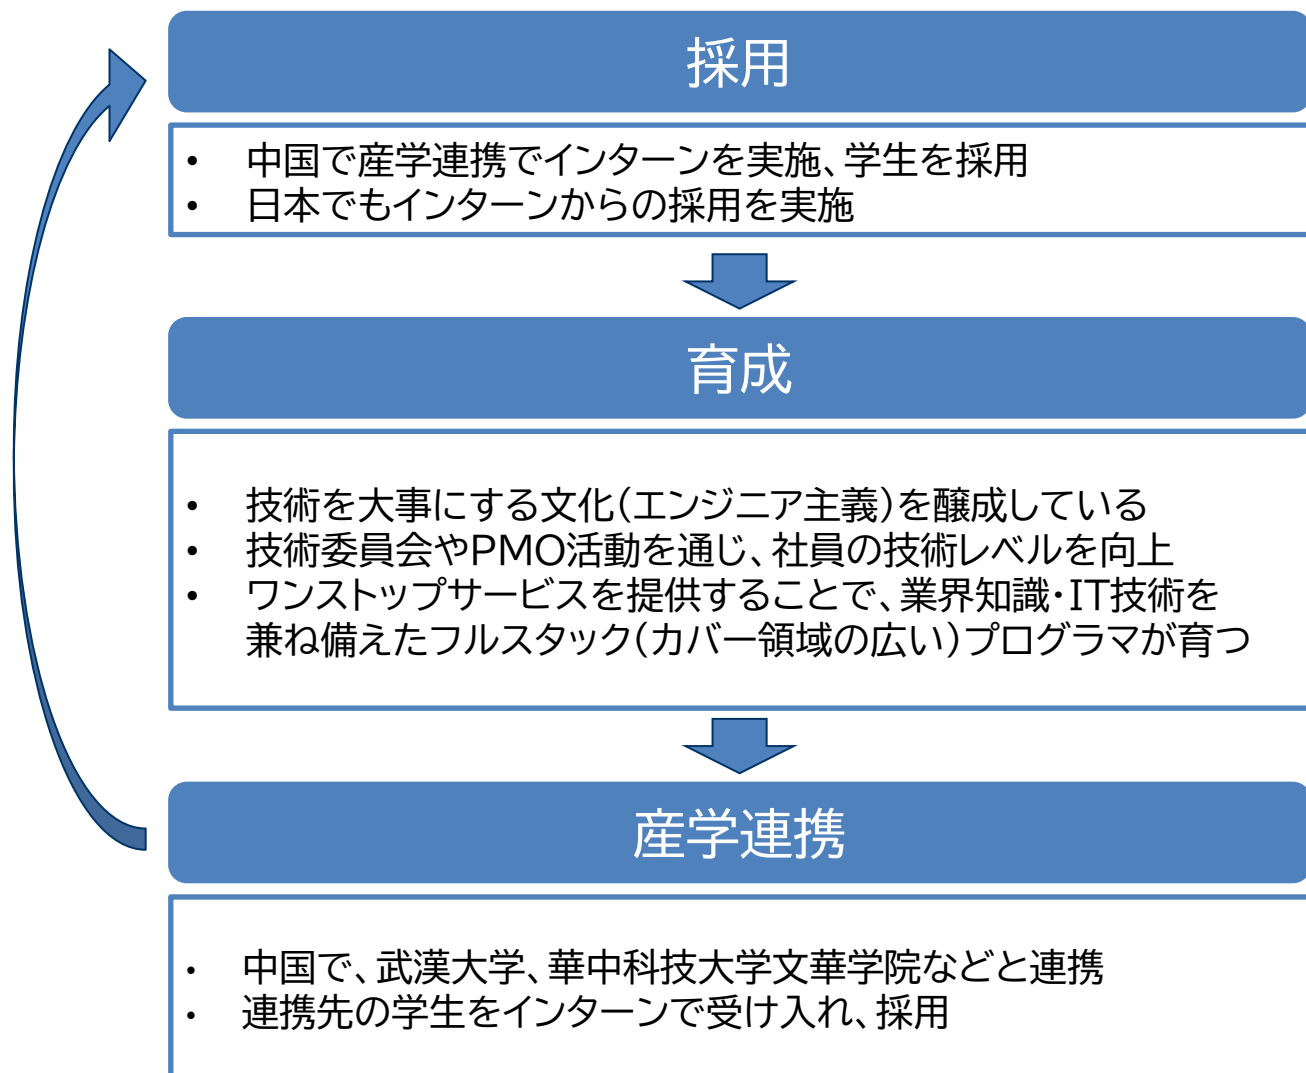 採用
• 中国で産学連携でインターンを実施、学生を採用
• 日本でもインターンからの採用を実施
育成
• 技術を大事にする文化(エンジニア主義)を醸成している
• 技術委員会やPMO活動を通じ、社員の技術レベルを向上
• ワンストップサービスを提供することで、業界知識・IT技術を
兼ね備えたフルスタック(カバー領域の広い)プログラマが育つ
産学連携
• 中国で、武漢大学、華中科技大学文華学院などと連携
• 連携先の学生をインターンで受け入れ、採用